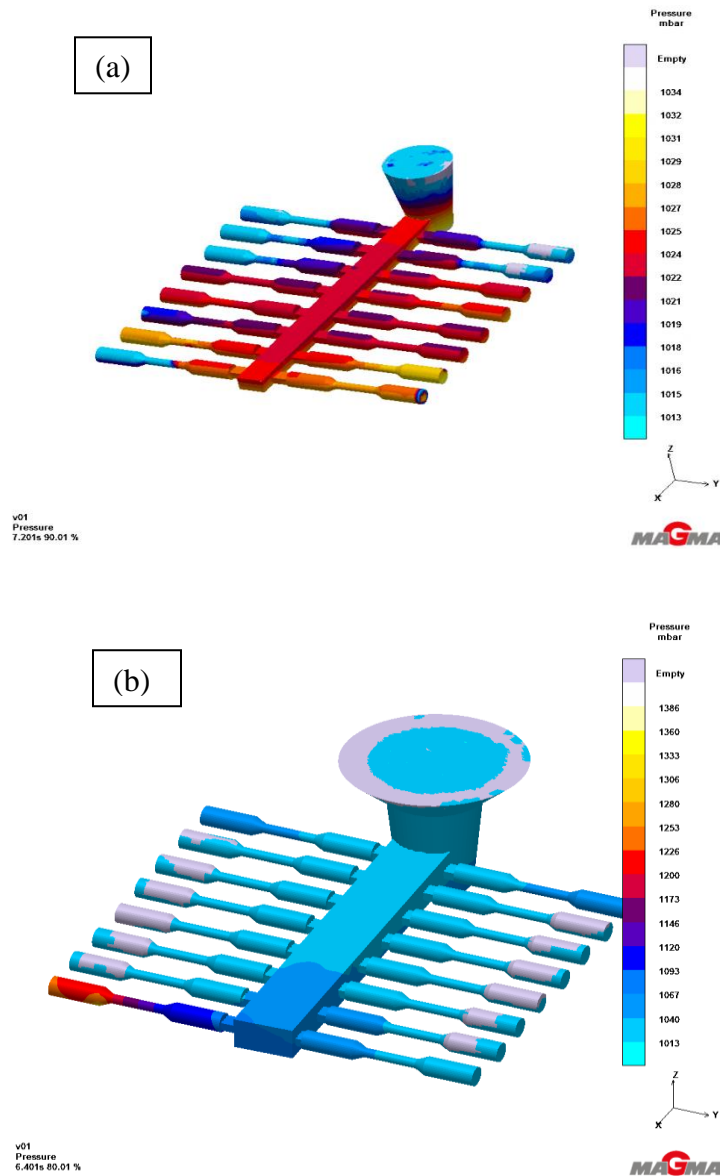 (a)
Pressure
mbar
Empty
1034
1032
1031
1029
1028
1027
1025
1024
1022
1021
1019
1018
1016
1015
1013
Z
Y
X
v01
Pressure
7.201s 90.01 %
MAGMA
(b)
Pressure
mbar
Empty
1386
1360
1333
1306
1280
1253
1226
1200
1173
1146
1120
1093
1067
1040
1013
Z
Y
X
v01
Pressure
6.401s 80.01 %
MAGMA